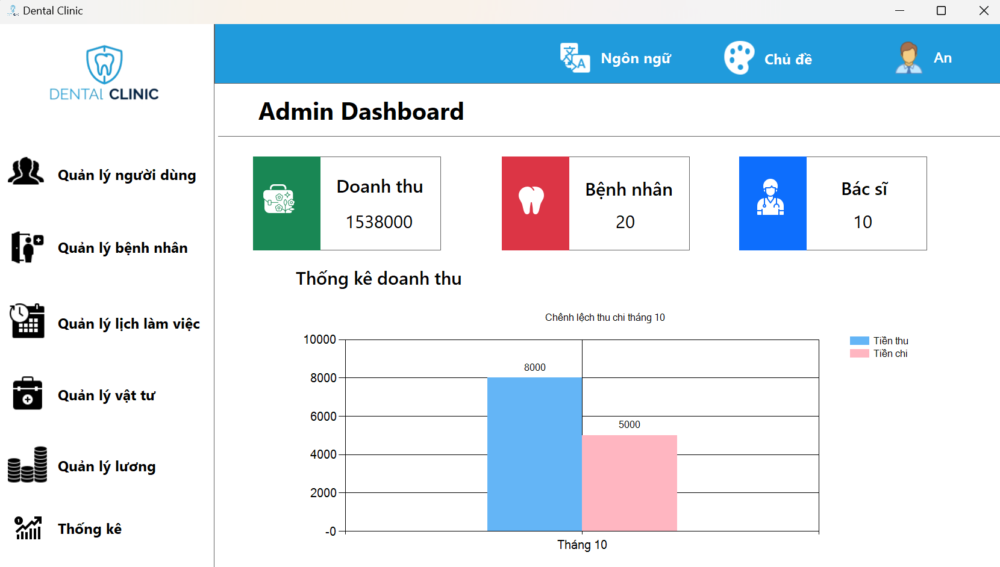 Dental Clinic
DENTAL CLINIC
Ngôn ngữ
Chủ đề
An
Admin Dashboard
Quản lý người dùng
Quản lý bệnh nhân
Quản lý lịch làm việc
Quản lý vật tư
Quản lý lương
Thống kê
Doanh thu
1538000
Bệnh nhân
20
Bác sĩ
10
Thống kê doanh thu
Chênh lệch thu chi tháng 10
10000
8000
6000
4000
2000
-0
8000
5000
Tháng 10
Tiền thu
Tiền chi